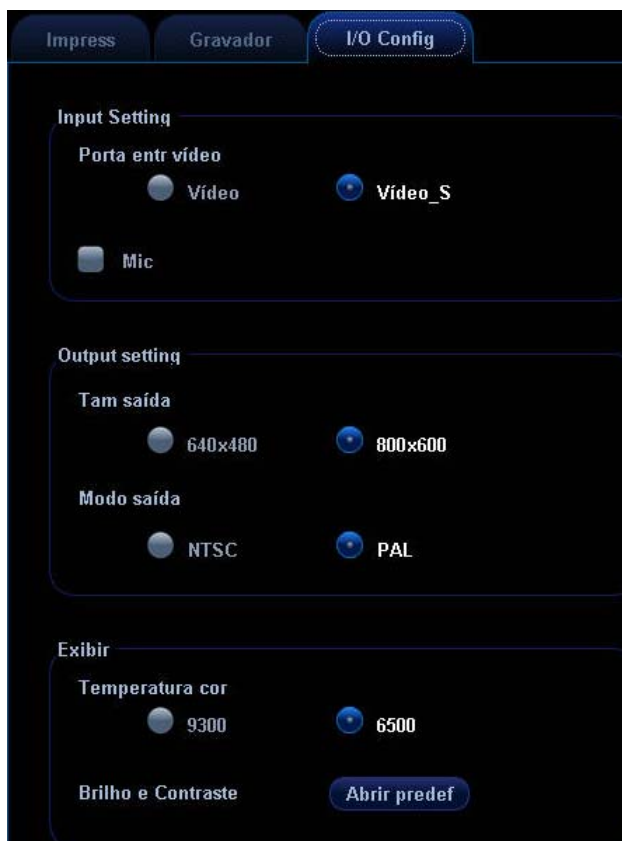 Impress Gravador I/O Config
Input Setting
Porta entr vídeo
Vídeo Vídeo_S
Mic
Output setting
Tam saída
640x480 800x600
Modo saída
NTSC PAL
Exibir
Temperatura cor
9300 6500
Brilho e Contraste Abrir predef